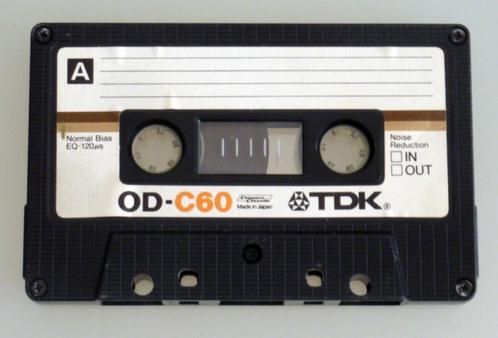 A
Normal Bias
EQ-120μs
Noise
Reduction
IN
OUT
OD-C60
Made in Japan
TDK®